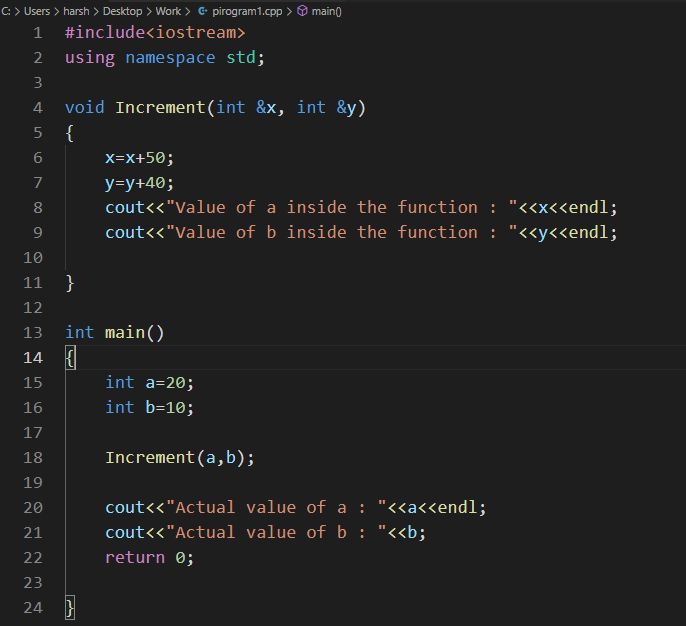 C: > Users > harsh > Desktop > Work > pirogram1.cpp > main()
1 #include<iostream>
2 using namespace std;
3
4 void Increment(int &x, int &y)
5 {
6     x=x+50;
7     y=y+40;
8     cout<<"Value of a inside the function : "<<x<<endl;
9     cout<<"Value of b inside the function : "<<y<<endl;
10
11 }
12
13 int main()
14 {
15     int a=20;
16     int b=10;
17
18     Increment(a,b);
19
20     cout<<"Actual value of a : "<<a<<endl;
21     cout<<"Actual value of b : "<<b;
22     return 0;
23
24 }